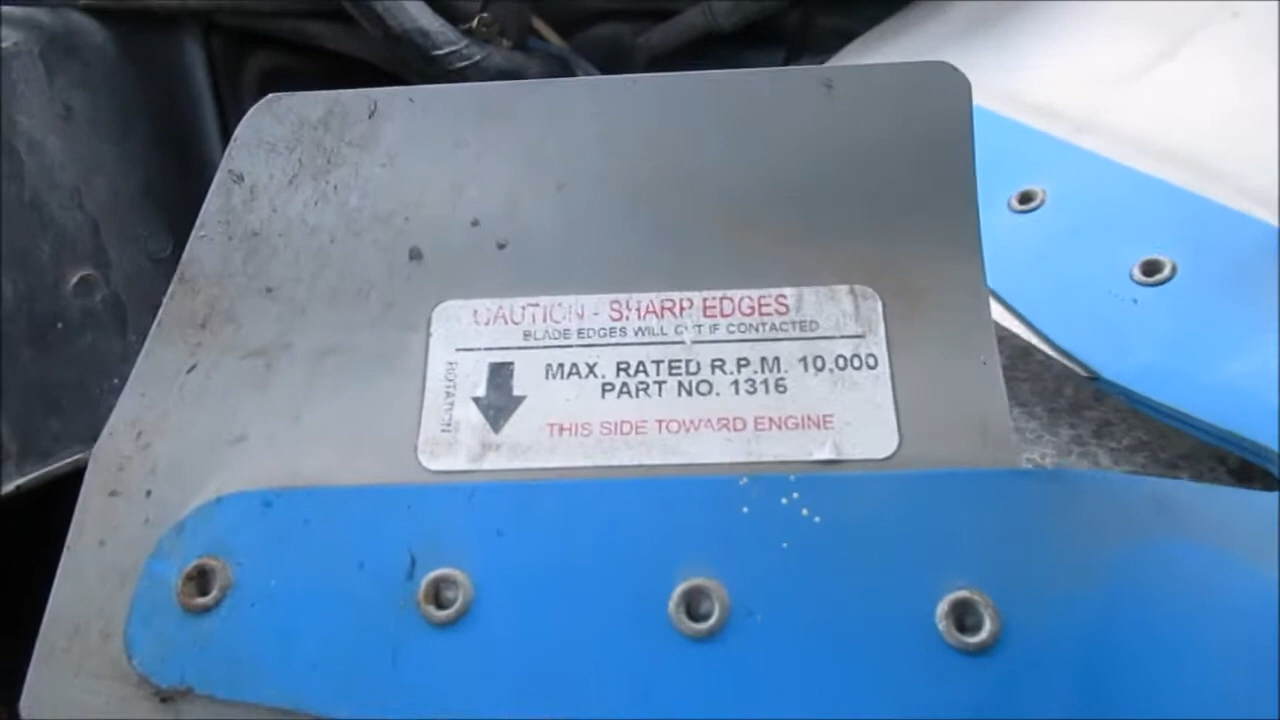 CAUTION - SHARP EDGES
BLADE EDGES WILL CUT IF CONTACTED
ROTATION
MAX. RATED R.P.M. 10,000
PART NO. 1316
THIS SIDE TOWARD ENGINE